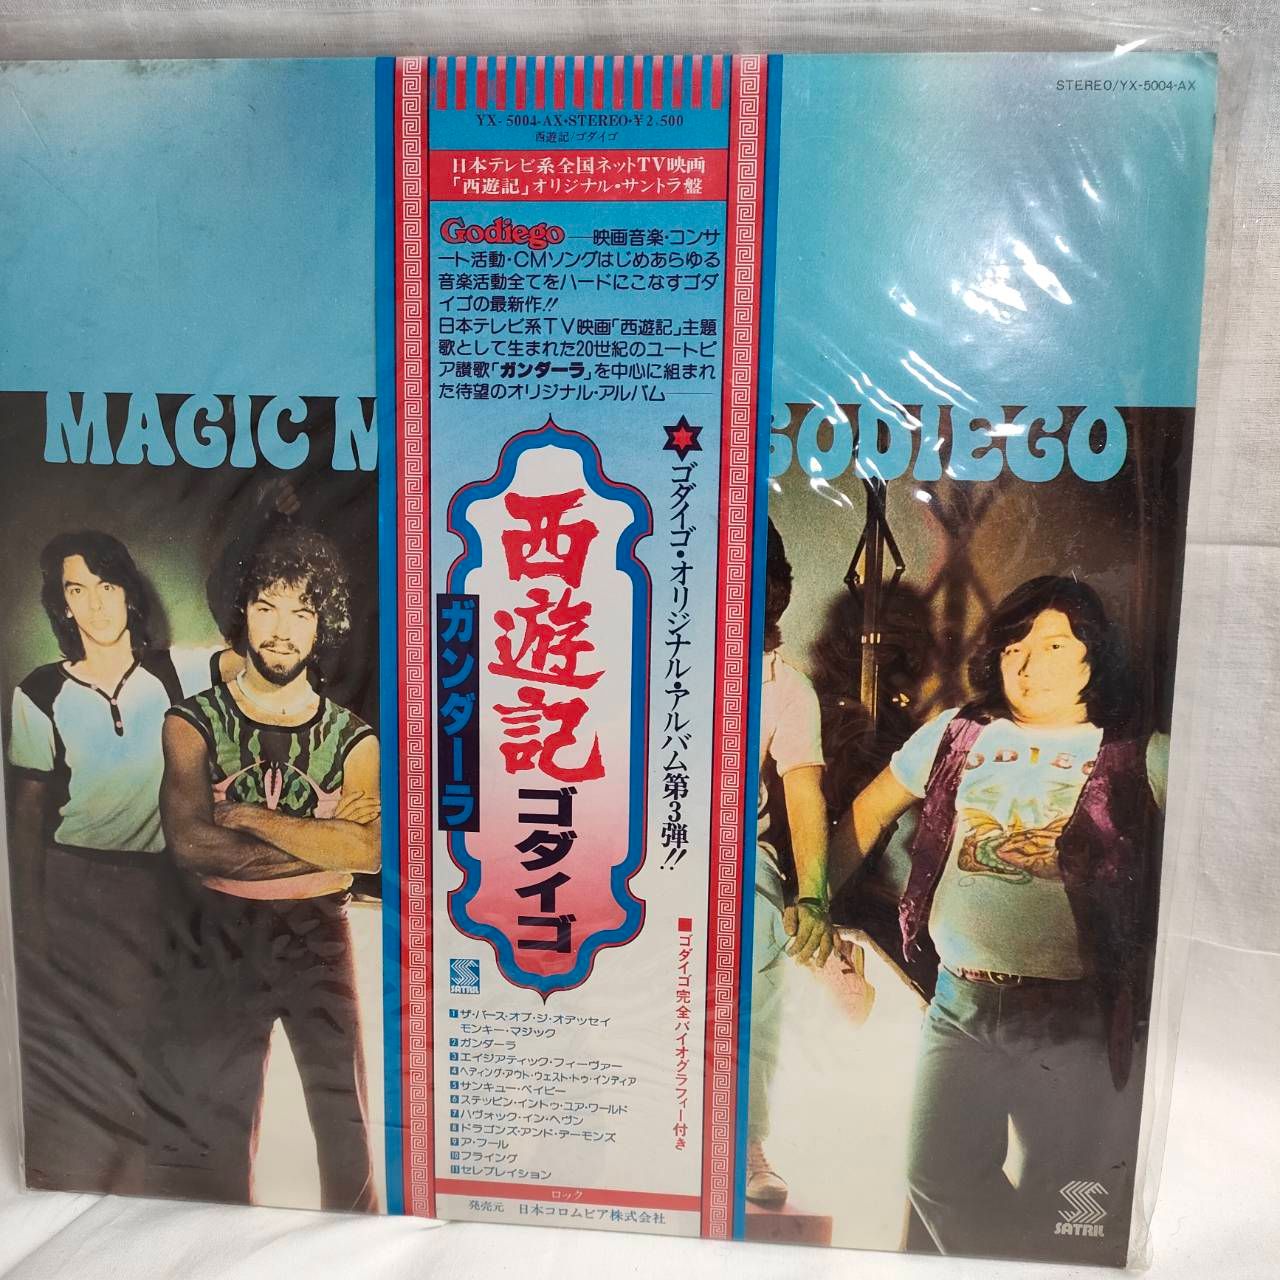 STEREO/YX-5004-AX
YX-5004-AX・STEREO・¥2,500
西遊記/ゴダイゴ
日本テレビ系全国ネットTV映画
「西遊記」オリジナル・サントラ盤
Godiego──映画音楽・コンサ
ート活動・CMソングはじめあらゆる
音楽活動全てをハードにこなすゴダ
イゴの最新作!!
日本テレビ系TV映画「西遊記」主題
歌として生まれた20世紀のユートピ
ア讃歌「ガンダーラ」を中心に組まれ
た待望のオリジナル・アルバム──
MAGIC M
GODIEGO
ゴダイゴ・オリジナル・アルバム第3弾!!
西遊記 ゴダイゴ
ガンダーラ
■ゴダイゴ完全バイオグラフィー付き
SATRIL
1 ザ・バース・オブ・ジ・オデッセイ
モンキー・マジック
2 ガンダーラ
3 エイジアティック・フィーヴァー
4 ヘディング・アウト・ウェスト・トゥ・インディア
5 サンキュー・ベイビー
6 ステッピン・イントゥ・ユア・ワールド
7 ハヴォック・イン・ヘヴン
8 ドラゴンズ・アンド・デーモンズ
9 ア・フール
10 フライング
11 セレブレイション
ロック
発売元 日本コロムビア株式会社
GODIEGO
SATRIL